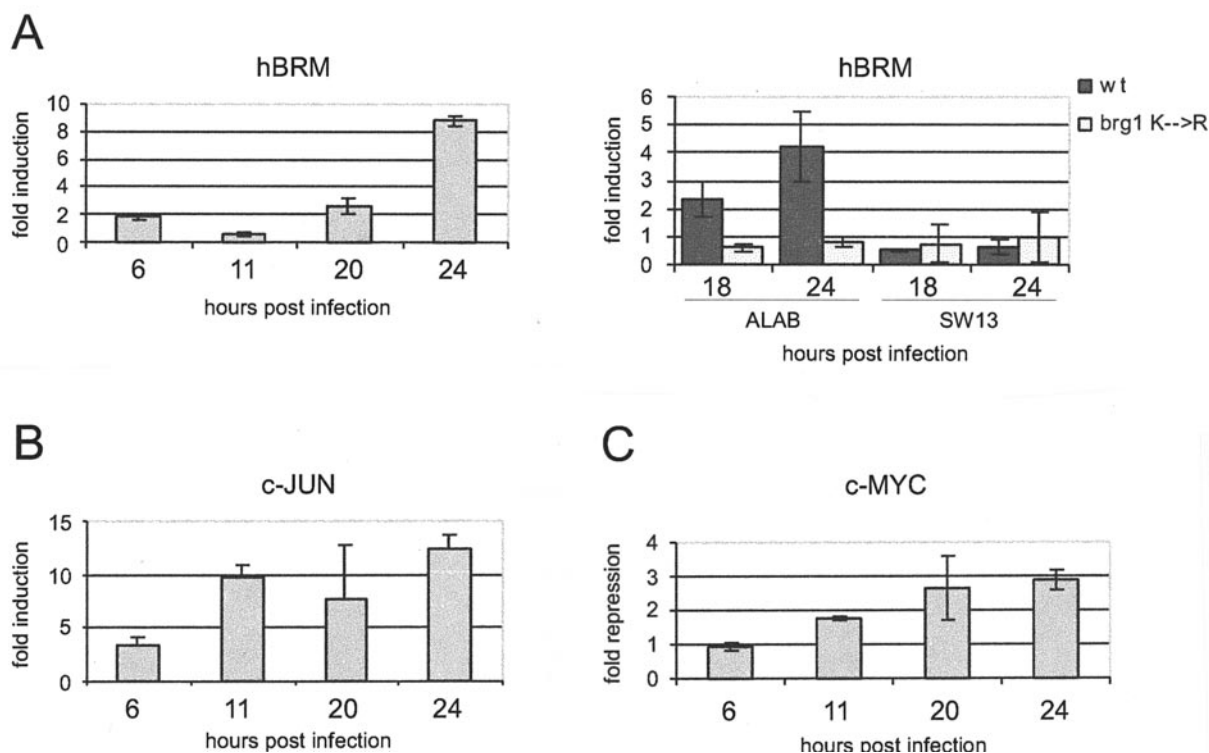 A
hBRM
fold induction
10
8
6
4
2
0
6 11 20 24
hours post infection
hBRM
wt
brg1 K-->R
fold induction
6
5
4
3
2
1
0
18 24 18 24
ALAB SW13
hours post infection
B
c-JUN
fold induction
15
10
5
0
6 11 20 24
hours post infection
C
c-MYC
fold repression
4
3
2
1
0
6 11 20 24
hours post infection